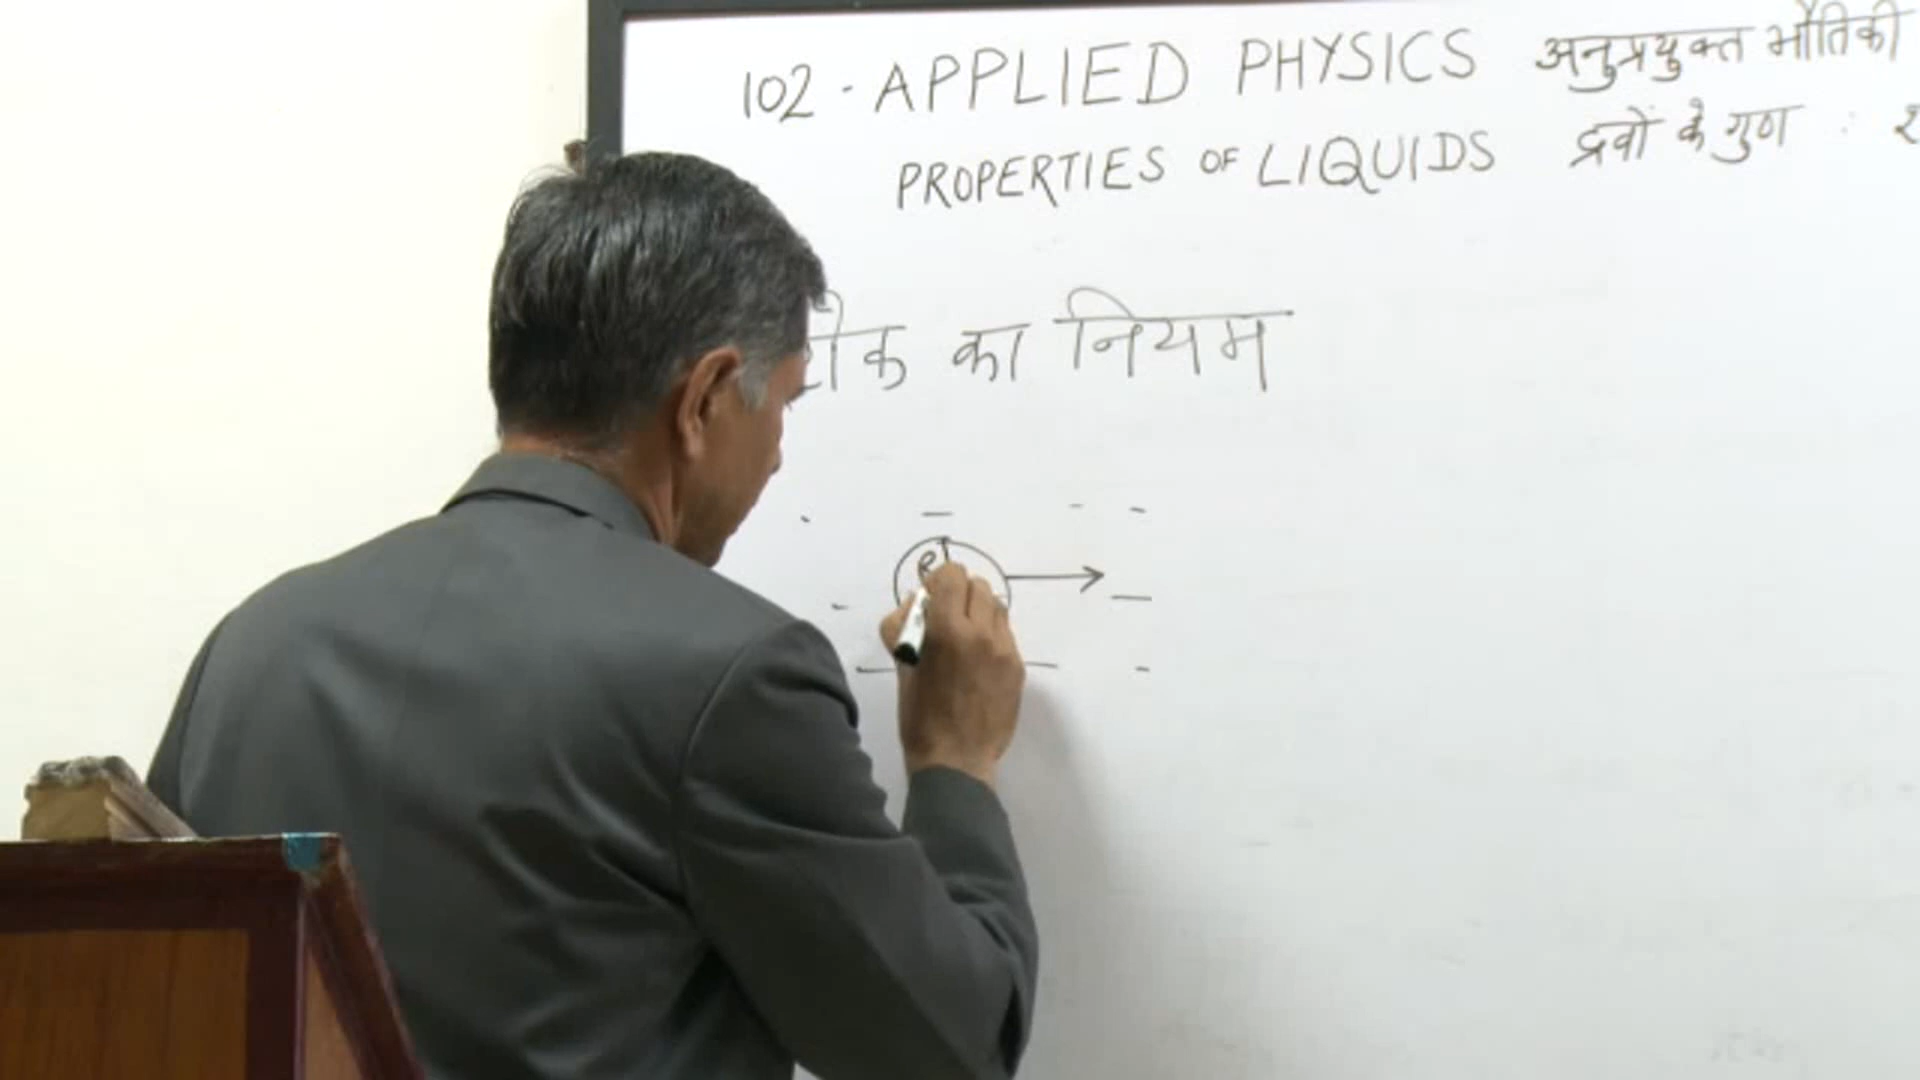 102 - APPLIED PHYSICS अनुप्रयुक्त भौतिकी
PROPERTIES OF LIQUIDS द्रवों के गुण :
का नियम